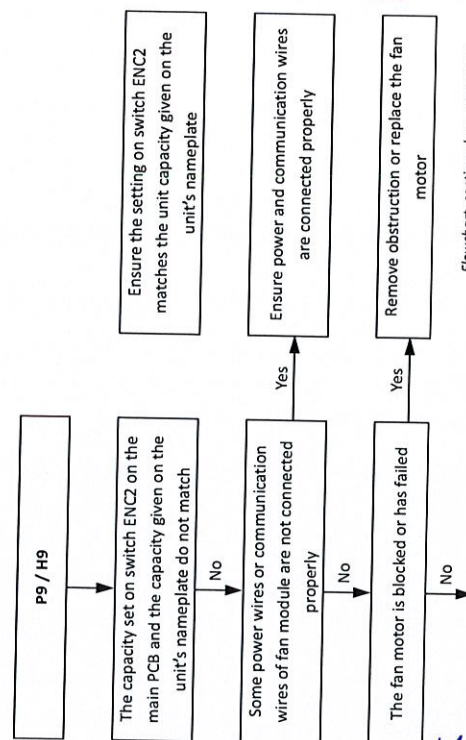 P9 / H9
The capacity set on switch ENC2 on the
main PCB and the capacity given on the
unit's nameplate do not match
Ensure the setting on switch ENC2
matches the unit capacity given on the
unit's nameplate
No
Some power wires or communication
wires of fan module are not connected
properly
Yes
Ensure power and communication wires
are connected properly
No
The fan motor is blocked or has failed
Yes
Remove obstruction or replace the fan
motor
No